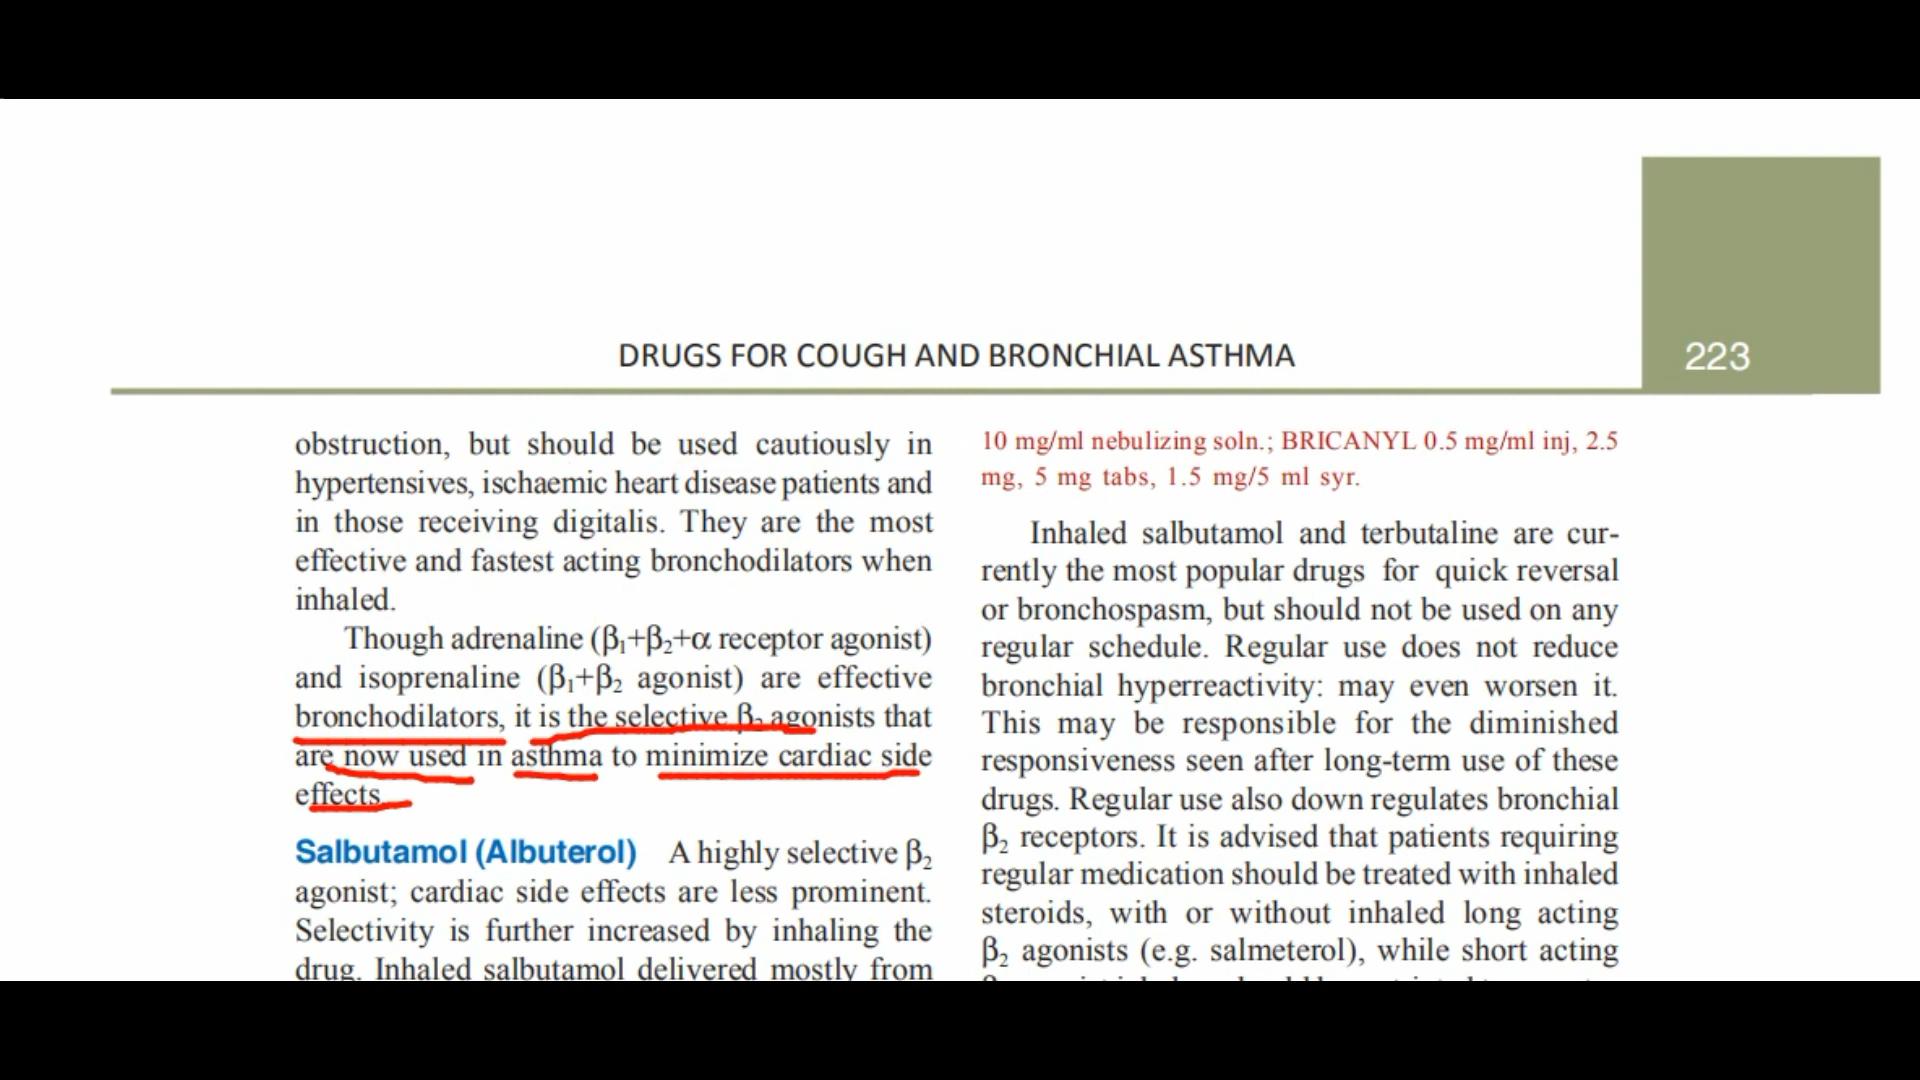 DRUGS FOR COUGH AND BRONCHIAL ASTHMA
223
obstruction, but should be used cautiously in
hypertensives, ischaemic heart disease patients and
in those receiving digitalis. They are the most
effective and fastest acting bronchodilators when
inhaled.
Though adrenaline (β₁+β₂+α receptor agonist)
and isoprenaline (β₁+β₂ agonist) are effective
bronchodilators, it is the selective β₂ agonists that
are now used in asthma to minimize cardiac side
effects.
Salbutamol (Albuterol) A highly selective β₂
agonist; cardiac side effects are less prominent.
Selectivity is further increased by inhaling the
drug. Inhaled salbutamol delivered mostly from
10 mg/ml nebulizing soln.; BRICANYL 0.5 mg/ml inj, 2.5
mg, 5 mg tabs, 1.5 mg/5 ml syr.
Inhaled salbutamol and terbutaline are cur-
rently the most popular drugs for quick reversal
or bronchospasm, but should not be used on any
regular schedule. Regular use does not reduce
bronchial hyperreactivity: may even worsen it.
This may be responsible for the diminished
responsiveness seen after long-term use of these
drugs. Regular use also down regulates bronchial
β₂ receptors. It is advised that patients requiring
regular medication should be treated with inhaled
steroids, with or without inhaled long acting
β₂ agonists (e.g. salmeterol), while short acting